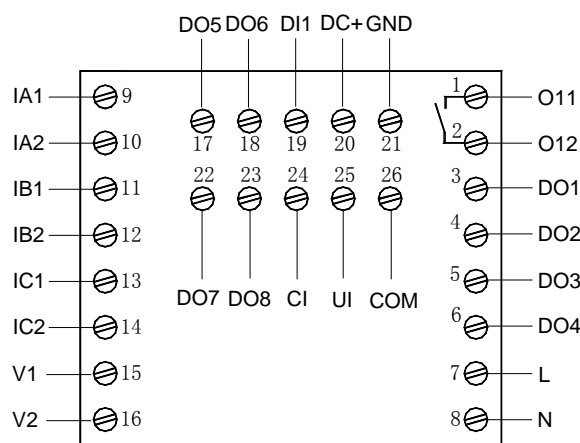 DO5 DO6 DI1 DC+ GND
IA1 9 1 O11
17 18 19 20 21
IA2 10 2 O12
22 23 24 25 26
IB1 11 3 DO1
IB2 12 4 DO2
IC1 13 5 DO3
DO7 DO8 CI UI COM
IC2 14 6 DO4
V1 15 7 L
V2 16 8 N